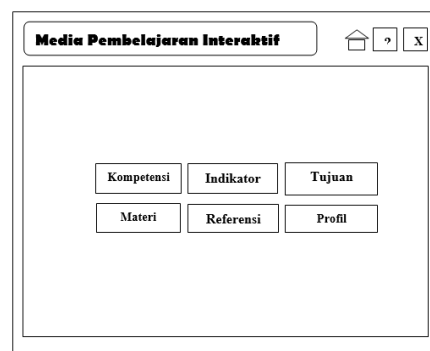 Media Pembelajaran Interaktif
? X
Kompetensi Indikator Tujuan
Materi Referensi Profil